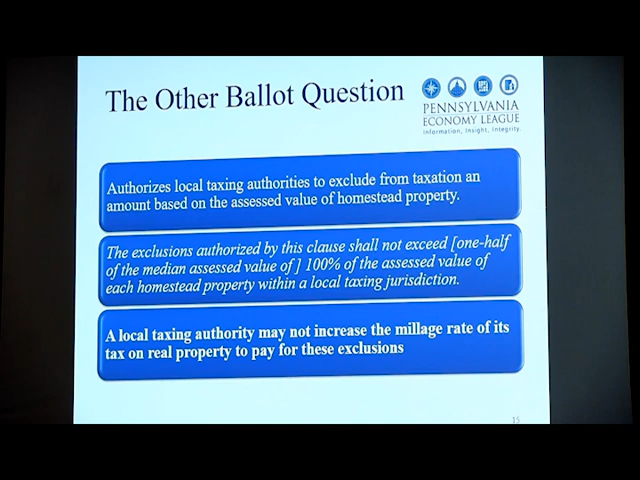 The Other Ballot Question
PENNSYLVANIA
ECONOMY LEAGUE
Information, Insight, Integrity.
Authorizes local taxing authorities to exclude from taxation an
amount based on the assessed value of homestead property.
The exclusions authorized by this clause shall not exceed [one-half
of the median assessed value of ] 100% of the assessed value of
each homestead property within a local taxing jurisdiction.
A local taxing authority may not increase the millage rate of its
tax on real property to pay for these exclusions
15